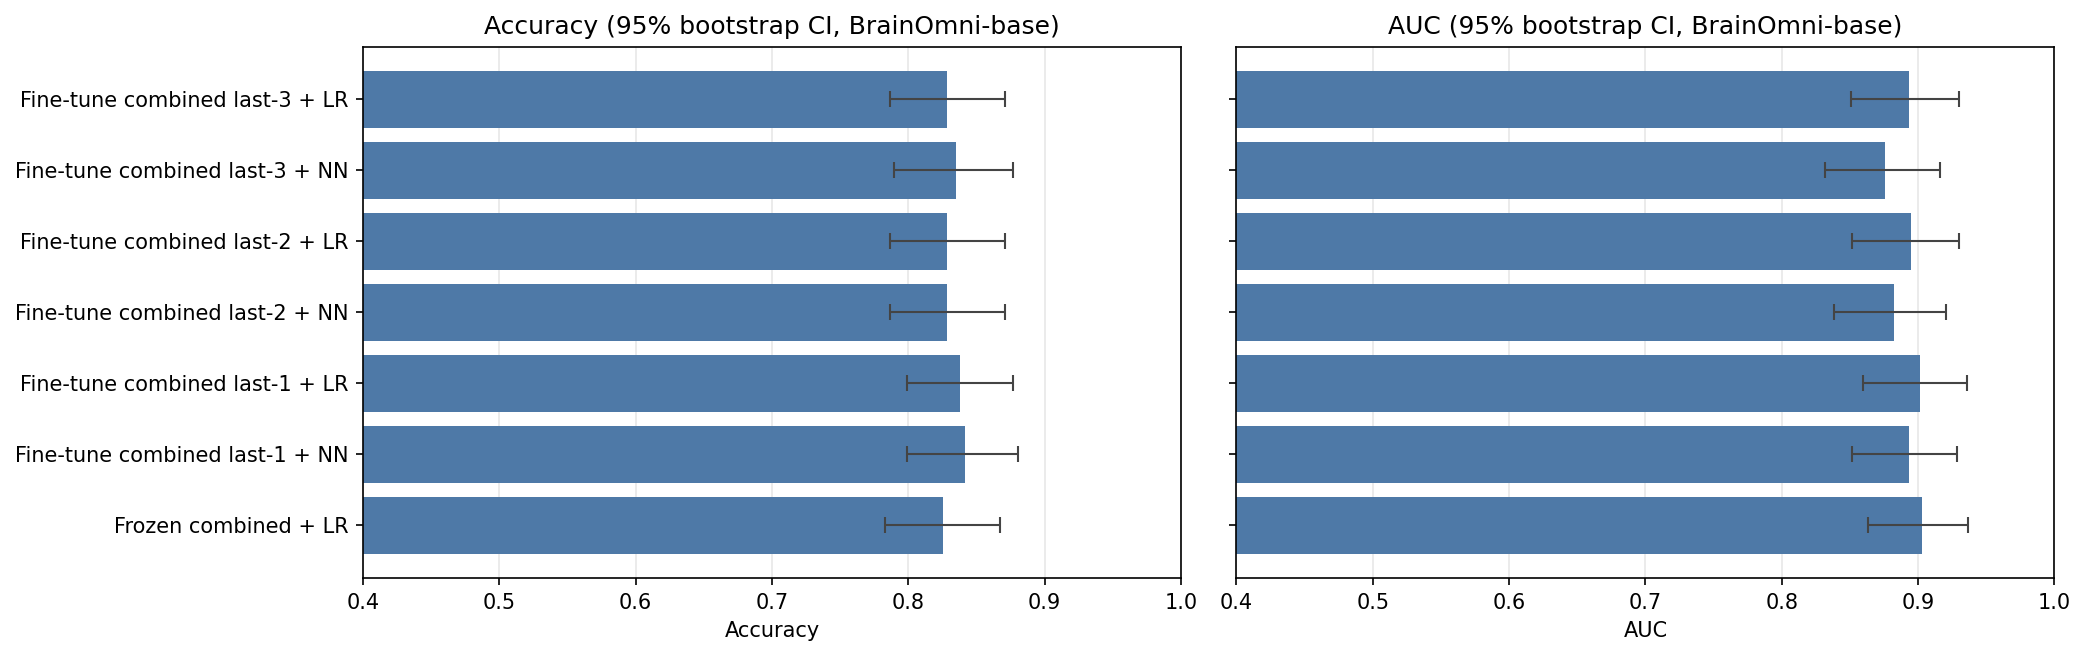 Accuracy (95% bootstrap CI, BrainOmni-base)
Fine-tune combined last-3 + LR
Fine-tune combined last-3 + NN
Fine-tune combined last-2 + LR
Fine-tune combined last-2 + NN
Fine-tune combined last-1 + LR
Fine-tune combined last-1 + NN
Frozen combined + LR
0.4 0.5 0.6 0.7 0.8 0.9 1.0
Accuracy
AUC (95% bootstrap CI, BrainOmni-base)
0.4 0.5 0.6 0.7 0.8 0.9 1.0
AUC